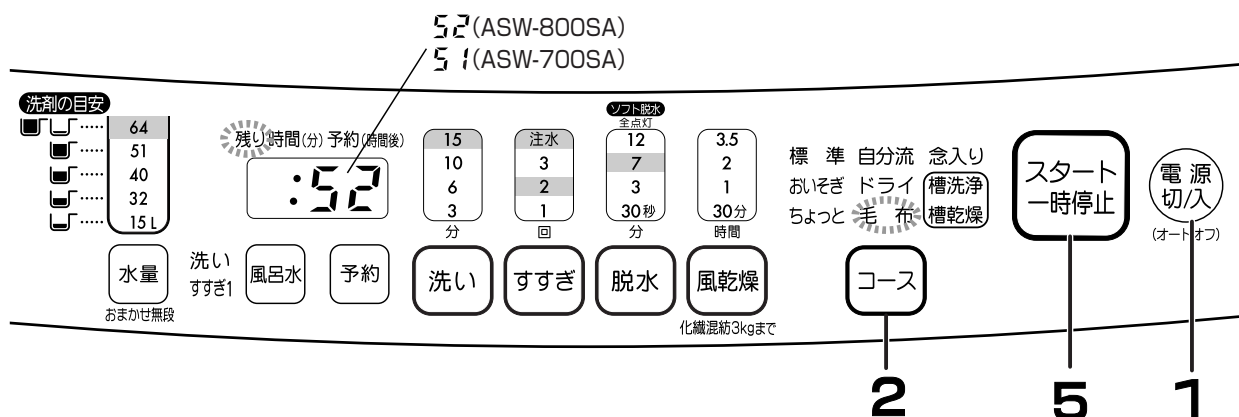 52(ASW-800SA)
51(ASW-700SA)
洗剤の目安
64
51
40
32
15L
水量
おまかせ無段
残り時間(分) 予約(時間後)
:52
洗い
すすぎ1
風呂水
予約
15
10
6
3
分
洗い
注水
3
2
1
回
すすぎ
ソフト脱水
全点灯
12
7
3
30秒
分
脱水
3.5
2
1
30分
時間
風乾燥
化繊混紡3kgまで
標準 自分流 念入り
おいそぎ ドライ 槽洗浄
ちょっと 毛布 槽乾燥
コース
スタート
一時停止
電源
切/入
(オートオフ)
2
5
1